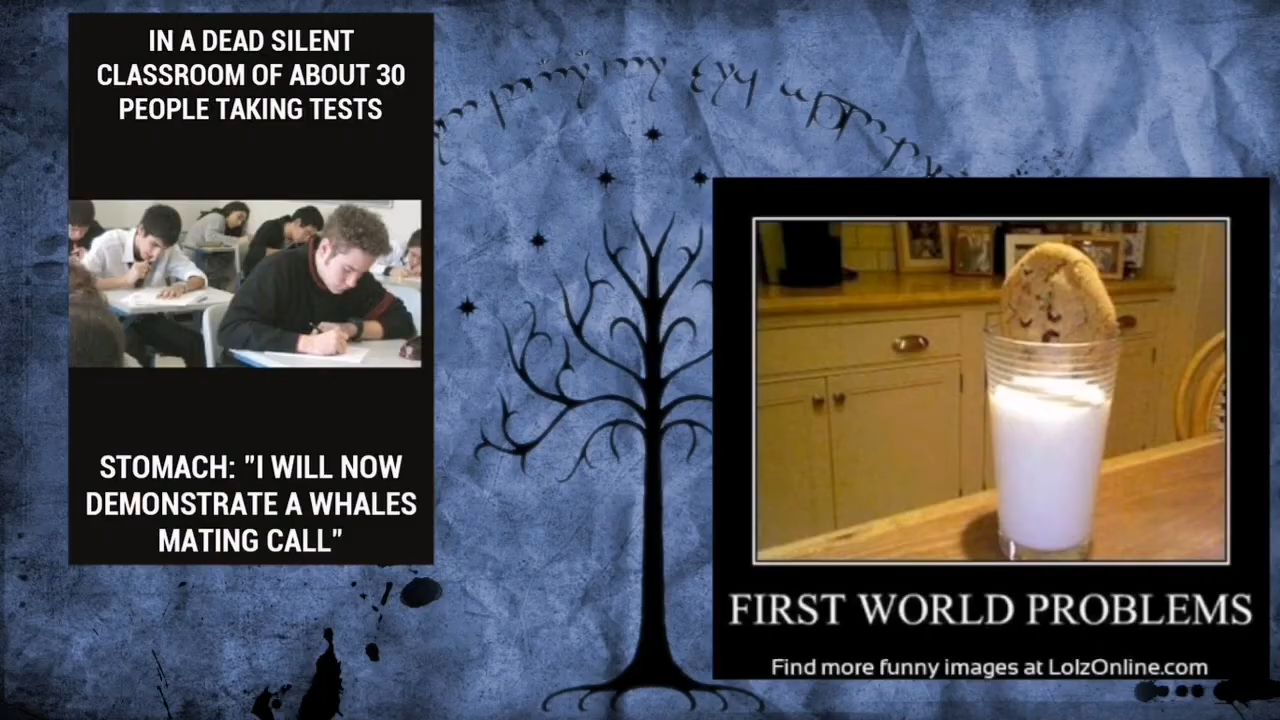 IN A DEAD SILENT
CLASSROOM OF ABOUT 30
PEOPLE TAKING TESTS
STOMACH: "I WILL NOW
DEMONSTRATE A WHALES
MATING CALL"
FIRST WORLD PROBLEMS
Find more funny images at LolzOnline.com